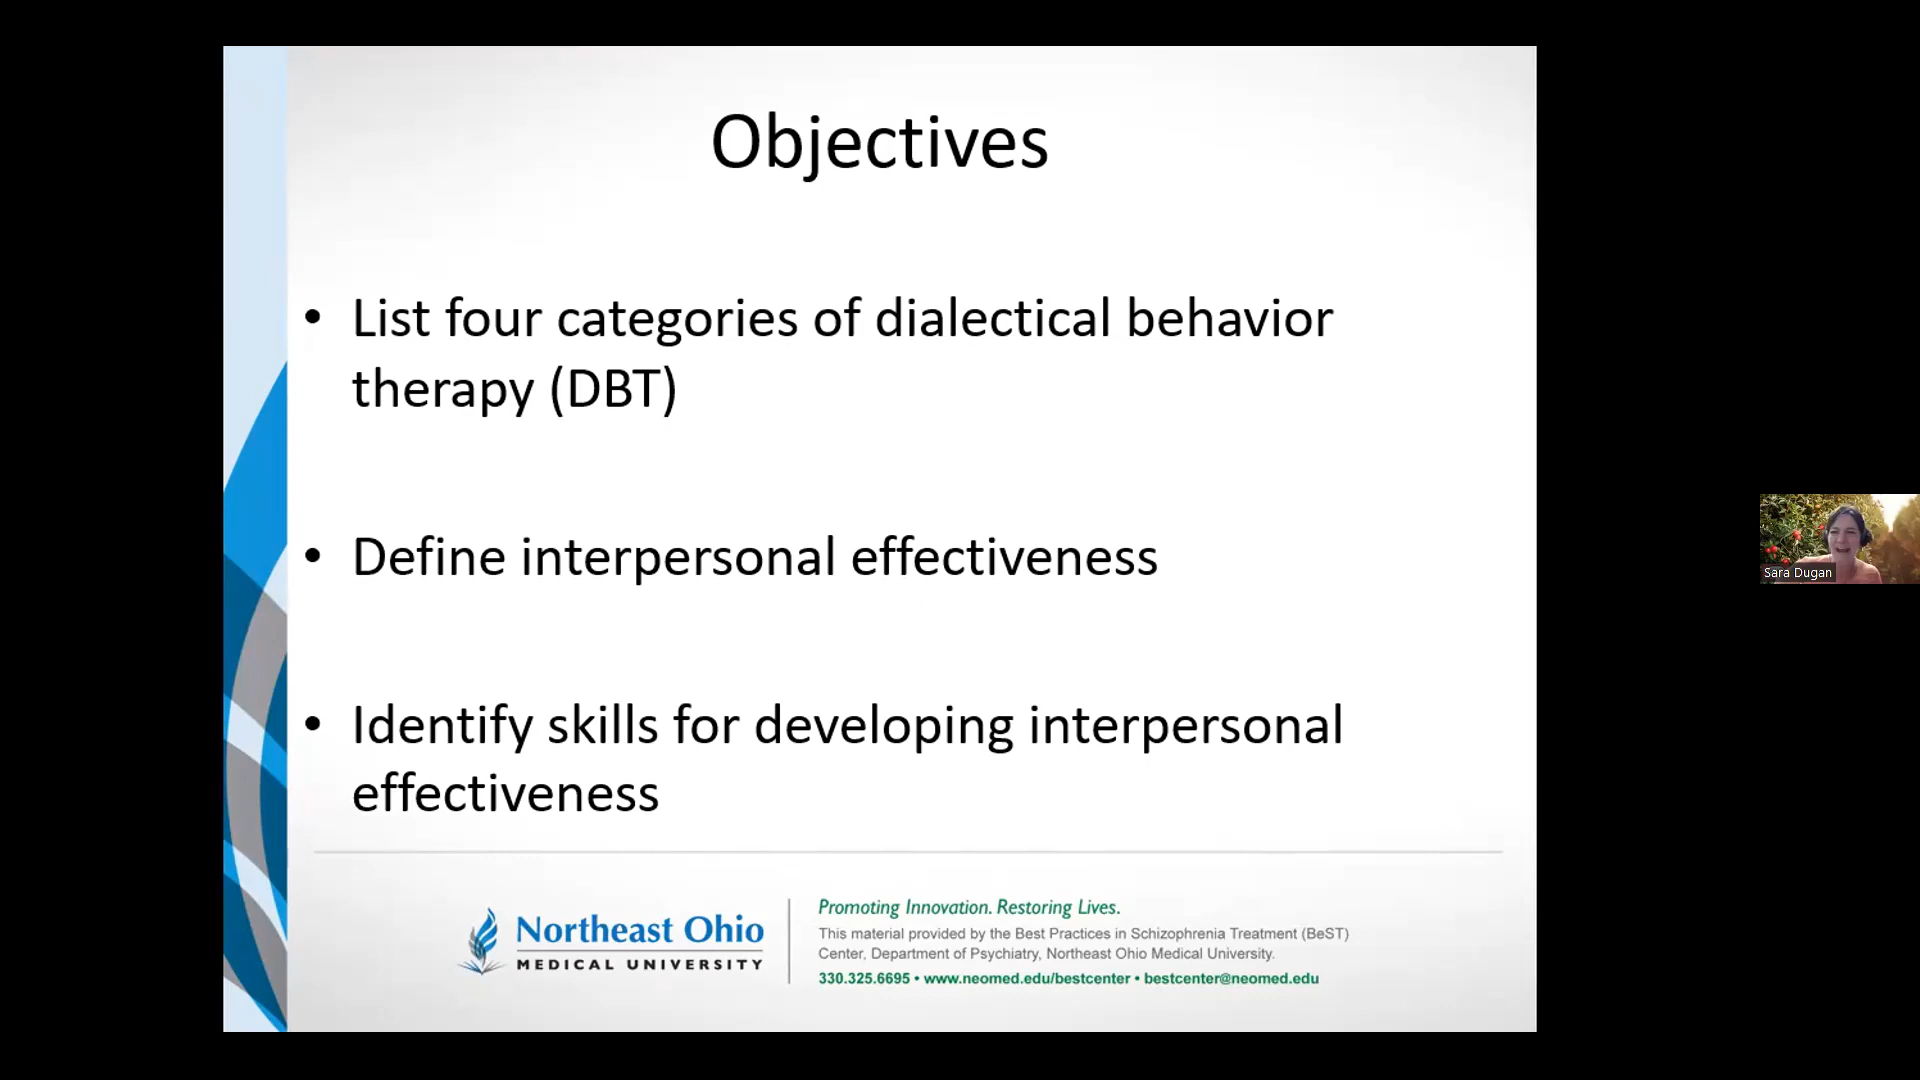 Objectives
• List four categories of dialectical behavior
therapy (DBT)
• Define interpersonal effectiveness
• Identify skills for developing interpersonal
effectiveness
Northeast Ohio
MEDICAL UNIVERSITY
Promoting Innovation. Restoring Lives.
This material provided by the Best Practices in Schizophrenia Treatment (BeST)
Center, Department of Psychiatry, Northeast Ohio Medical University.
330.325.6695 • www.neomed.edu/bestcenter • bestcenter@neomed.edu
Sara Dugan